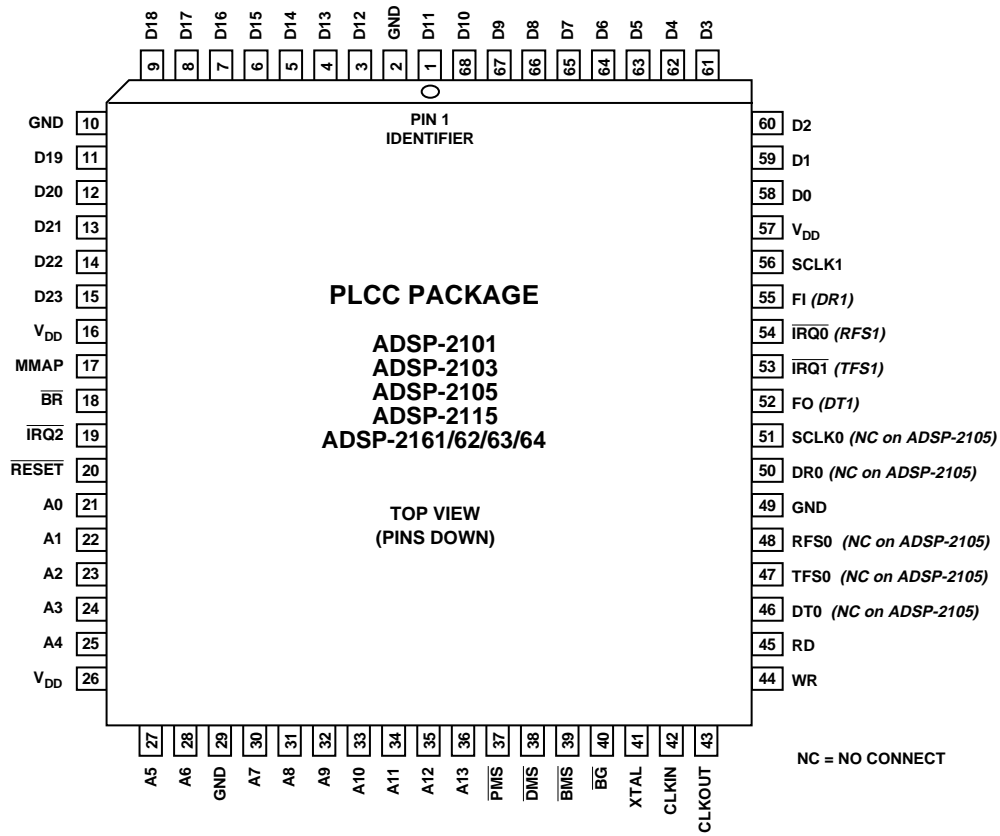 D18 D17 D16 D15 D14 D13 D12 GND D11 D10 D9 D8 D7 D6 D5 D4 D3
9 8 7 6 5 4 3 2 1 68 67 66 65 64 63 62 61
PIN 1
IDENTIFIER
GND 10
D19 11
D20 12
D21 13
D22 14
D23 15
VDD 16
MMAP 17
B̅R̅ 18
I̅R̅Q̅2̅ 19
R̅E̅S̅E̅T̅ 20
A0 21
A1 22
A2 23
A3 24
A4 25
VDD 26
PLCC PACKAGE
ADSP-2101
ADSP-2103
ADSP-2105
ADSP-2115
ADSP-2161/62/63/64
TOP VIEW
(PINS DOWN)
60 D2
59 D1
58 D0
57 VDD
56 SCLK1
55 FI (DR1)
54 I̅R̅Q̅0̅ (RFS1)
53 I̅R̅Q̅1̅ (TFS1)
52 FO (DT1)
51 SCLK0 (NC on ADSP-2105)
50 DR0 (NC on ADSP-2105)
49 GND
48 RFS0 (NC on ADSP-2105)
47 TFS0 (NC on ADSP-2105)
46 DT0 (NC on ADSP-2105)
45 RD
44 WR
27 28 29 30 31 32 33 34 35 36 37 38 39 40 41 42 43
A5 A6 GND A7 A8 A9 A10 A11 A12 A13 P̅M̅S̅ D̅M̅S̅ B̅M̅S̅ B̅G̅ XTAL CLKIN CLKOUT
NC = NO CONNECT